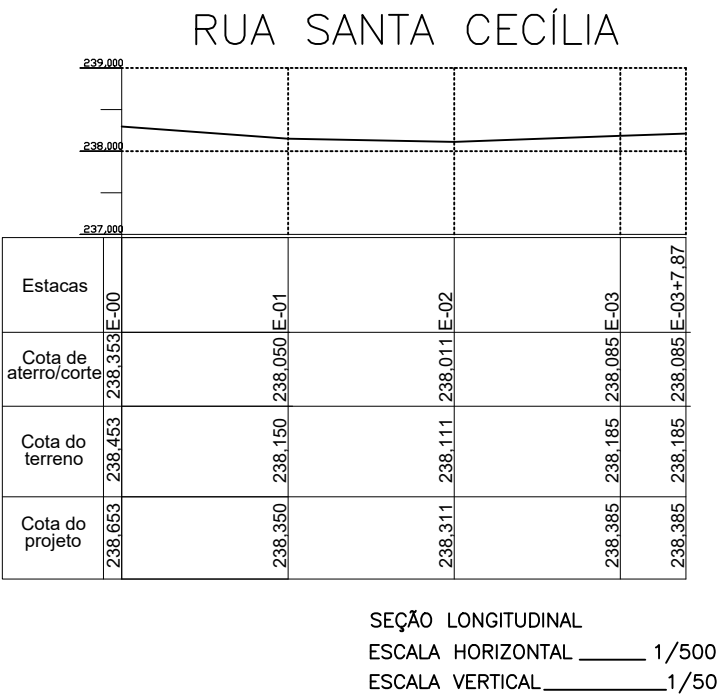 RUA SANTA CECÍLIA
239,000
238,000
237,000
Estacas
E-00
E-01
E-02
E-03
E-03+7,87
Cota de
aterro/corte
238,353
238,050
238,011
238,085
238,085
Cota do
terreno
238,453
238,150
238,111
238,185
238,185
Cota do
projeto
238,653
238,350
238,311
238,385
238,385
SEÇÃO LONGITUDINAL
ESCALA HORIZONTAL ______ 1/500
ESCALA VERTICAL___________1/50